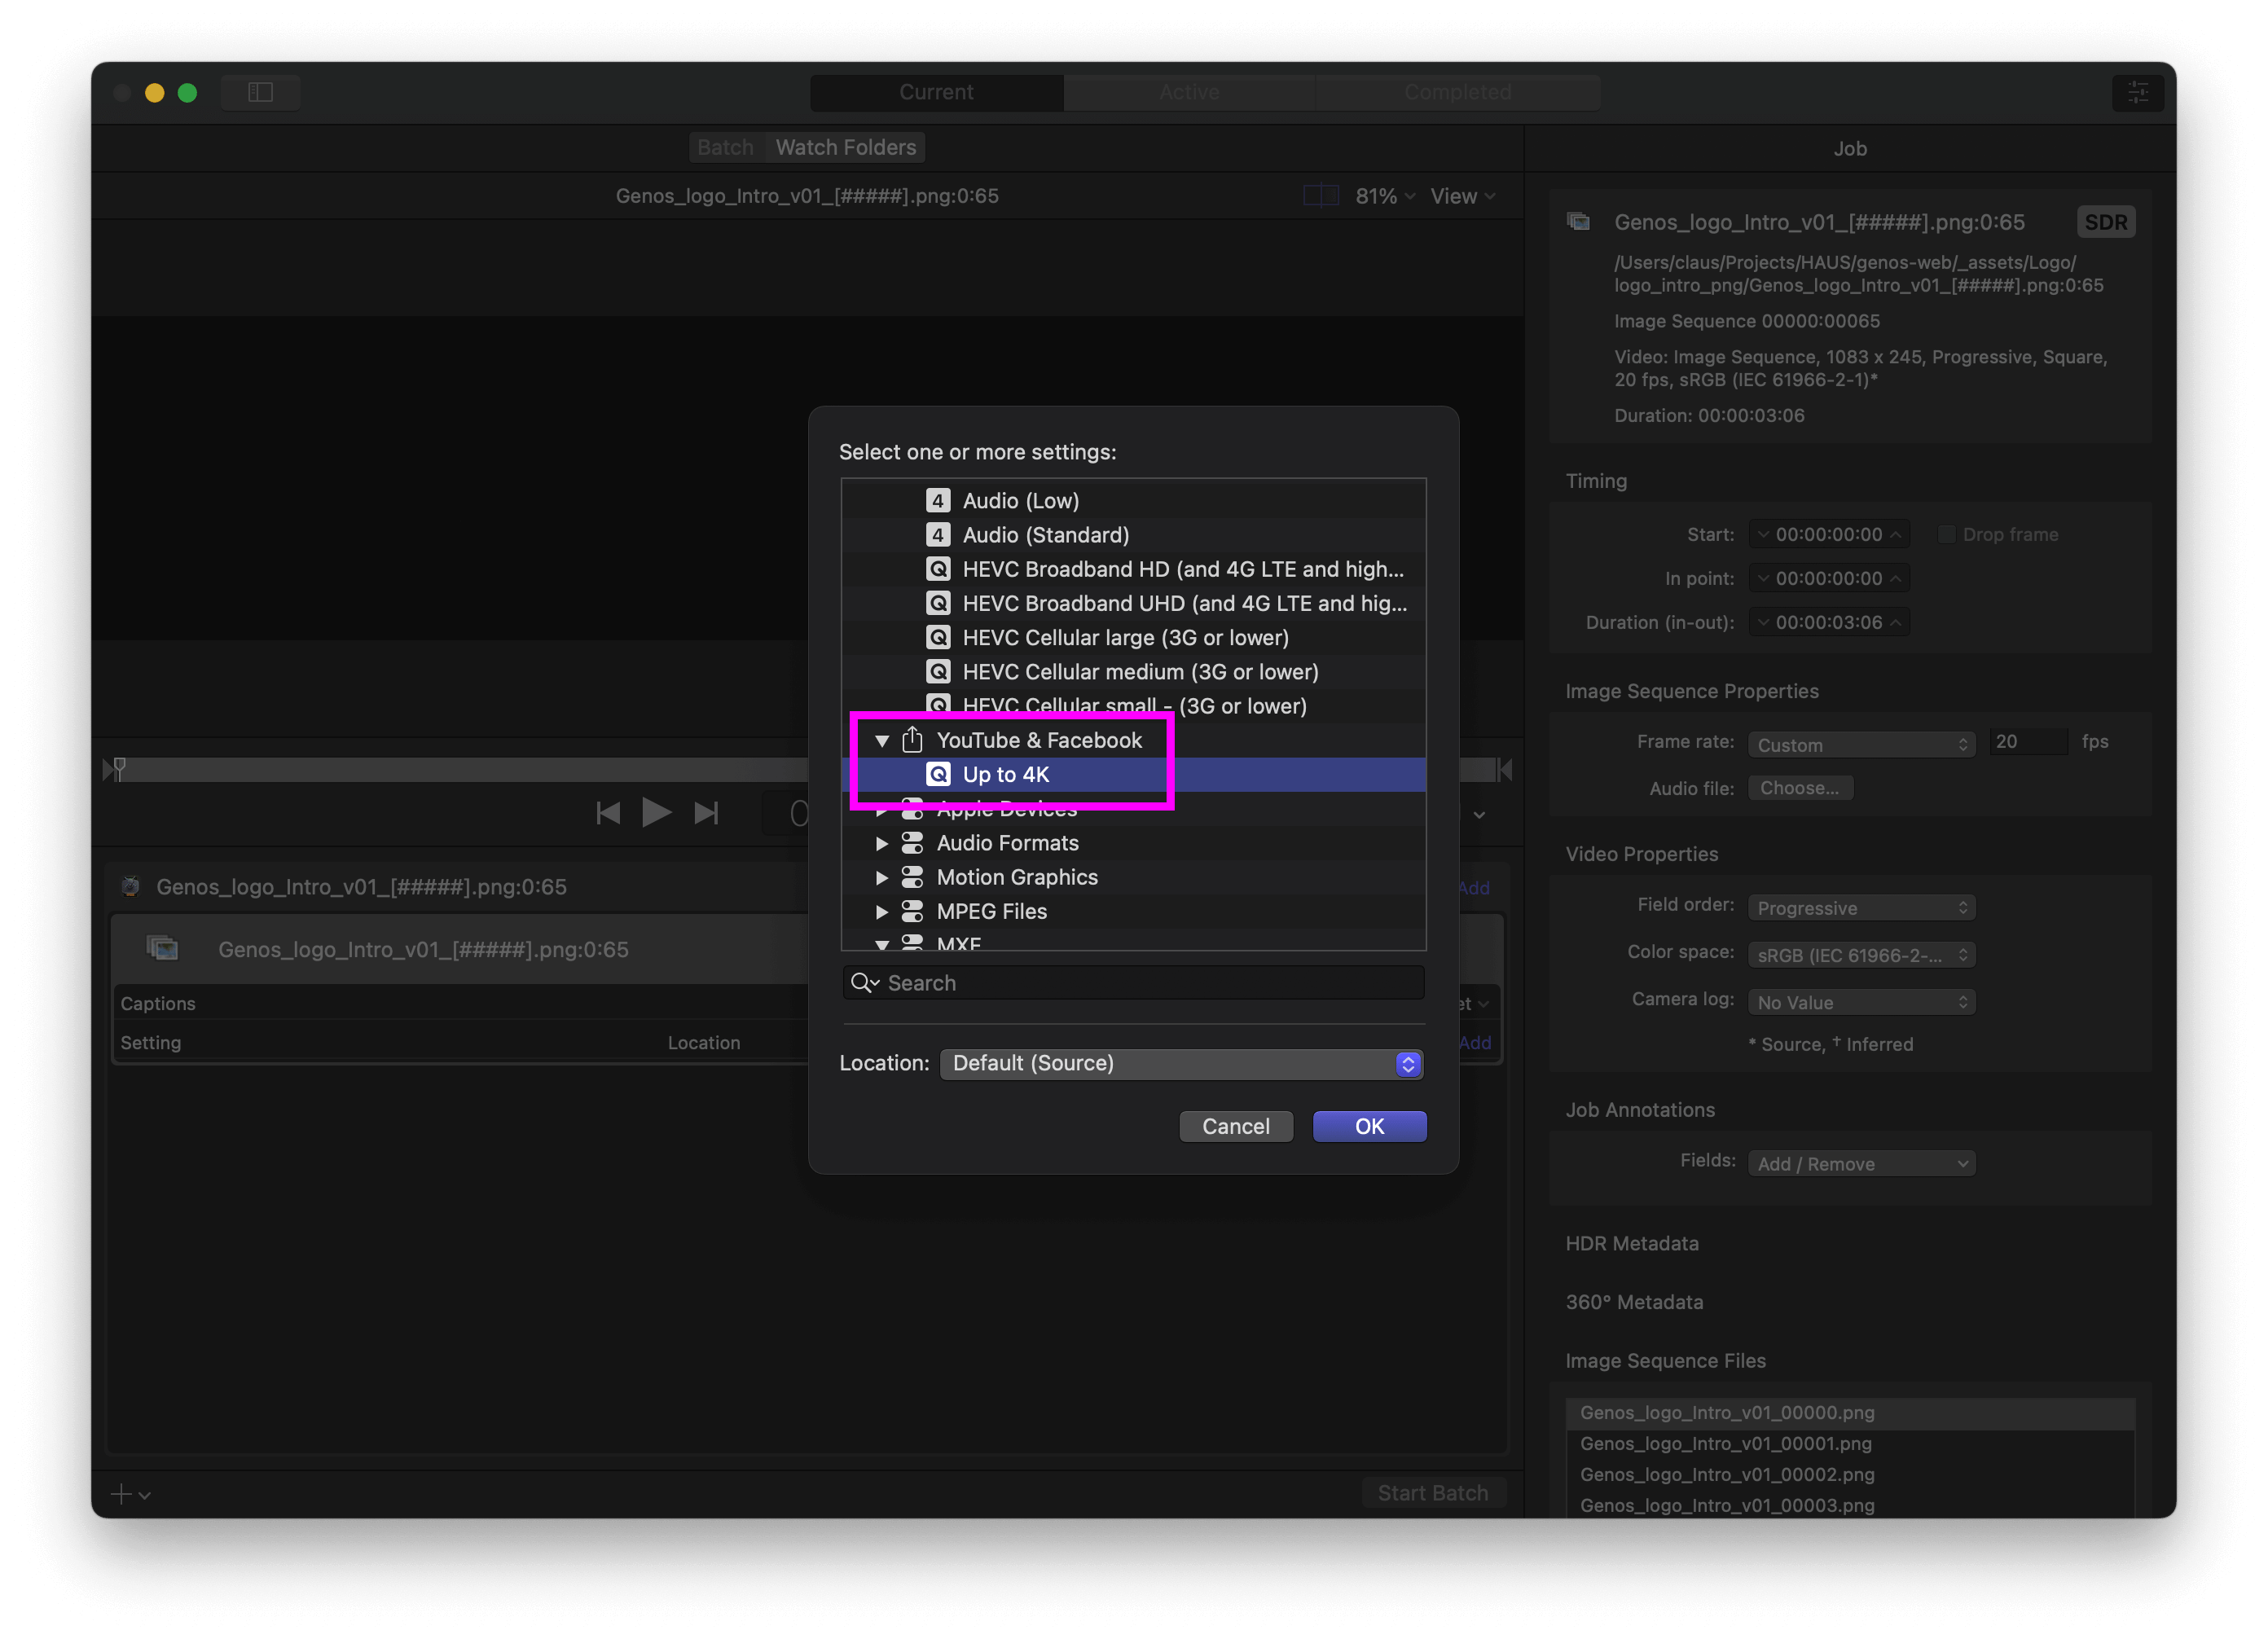 Current Active Completed
Batch Watch Folders
Job
Genos_logo_Intro_v01_[#####].png:0:65
81% View
Genos_logo_Intro_v01_[#####].png:0:65 SDR
/Users/claus/Projects/HAUS/genos-web/_assets/Logo/
logo_intro_png/Genos_logo_Intro_v01_[#####].png:0:65
Image Sequence 00000:00065
Video: Image Sequence, 1083 x 245, Progressive, Square,
20 fps, sRGB (IEC 61966-2-1)*
Duration: 00:00:03:06
Timing
Start: 00:00:00:00 Drop frame
In point: 00:00:00:00
Duration (in-out): 00:00:03:06
Image Sequence Properties
Frame rate: Custom 20 fps
Audio file: Choose...
Video Properties
Field order: Progressive
Color space: sRGB (IEC 61966-2-...
Camera log: No Value
* Source, † Inferred
Job Annotations
Fields: Add / Remove
HDR Metadata
360° Metadata
Image Sequence Files
Genos_logo_Intro_v01_00000.png
Genos_logo_Intro_v01_00001.png
Genos_logo_Intro_v01_00002.png
Genos_logo_Intro_v01_00003.png
Select one or more settings:
4 Audio (Low)
4 Audio (Standard)
HEVC Broadband HD (and 4G LTE and high...
HEVC Broadband UHD (and 4G LTE and hig...
HEVC Cellular large (3G or lower)
HEVC Cellular medium (3G or lower)
HEVC Cellular small - (3G or lower)
YouTube & Facebook
Up to 4K
Apple Devices
Audio Formats
Motion Graphics
MPEG Files
MXF
Search
Location: Default (Source)
Cancel OK
0
Genos_logo_Intro_v01_[#####].png:0:65 Add
Genos_logo_Intro_v01_[#####].png:0:65
Captions et
Setting Location Add
Start Batch